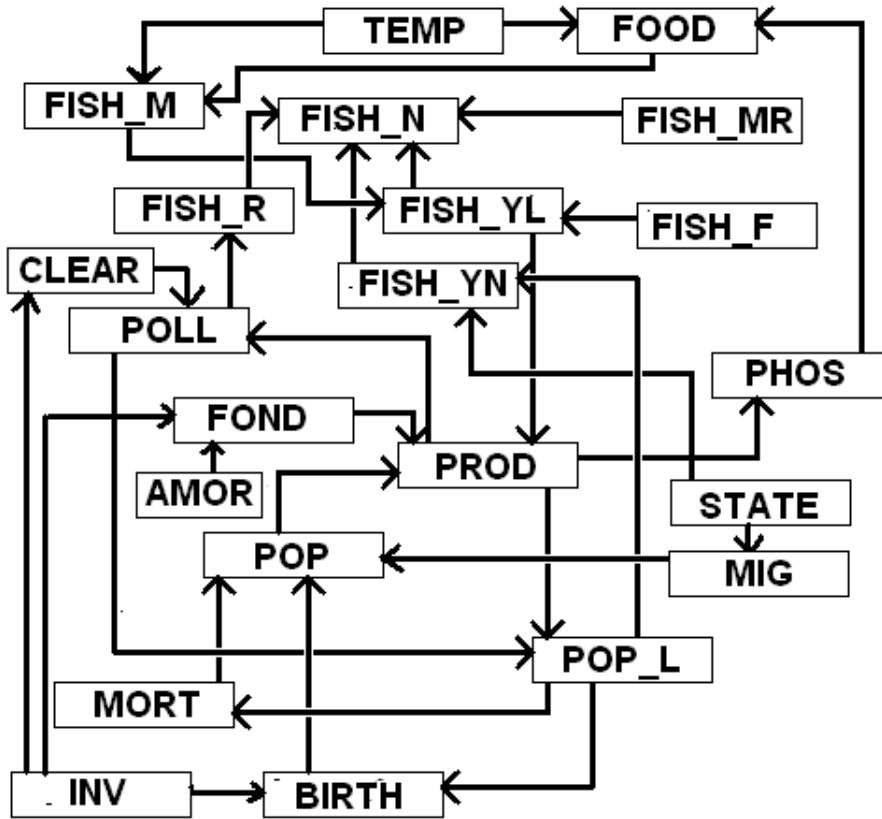 TEMP
FOOD
FISH_M
FISH_N
FISH_MR
FISH_R
FISH_YL
FISH_F
CLEAR
FISH_YN
POLL
PHOS
FOND
PROD
AMOR
STATE
POP
MIG
POP_L
MORT
INV
BIRTH